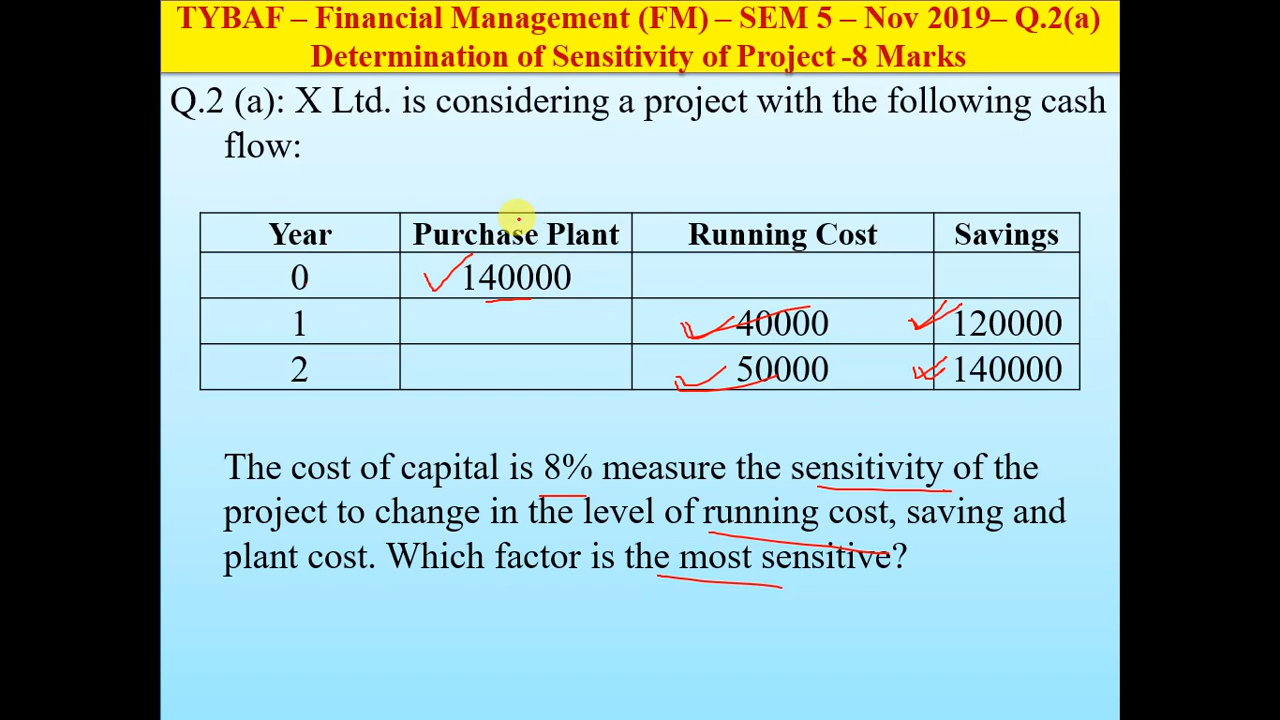 TYBAF – Financial Management (FM) – SEM 5 – Nov 2019– Q.2(a)
Determination of Sensitivity of Project -8 Marks
Q.2 (a): X Ltd. is considering a project with the following cash
flow:
Year Purchase Plant Running Cost Savings
0 140000
1 40000 120000
2 50000 140000
The cost of capital is 8% measure the sensitivity of the
project to change in the level of running cost, saving and
plant cost. Which factor is the most sensitive?